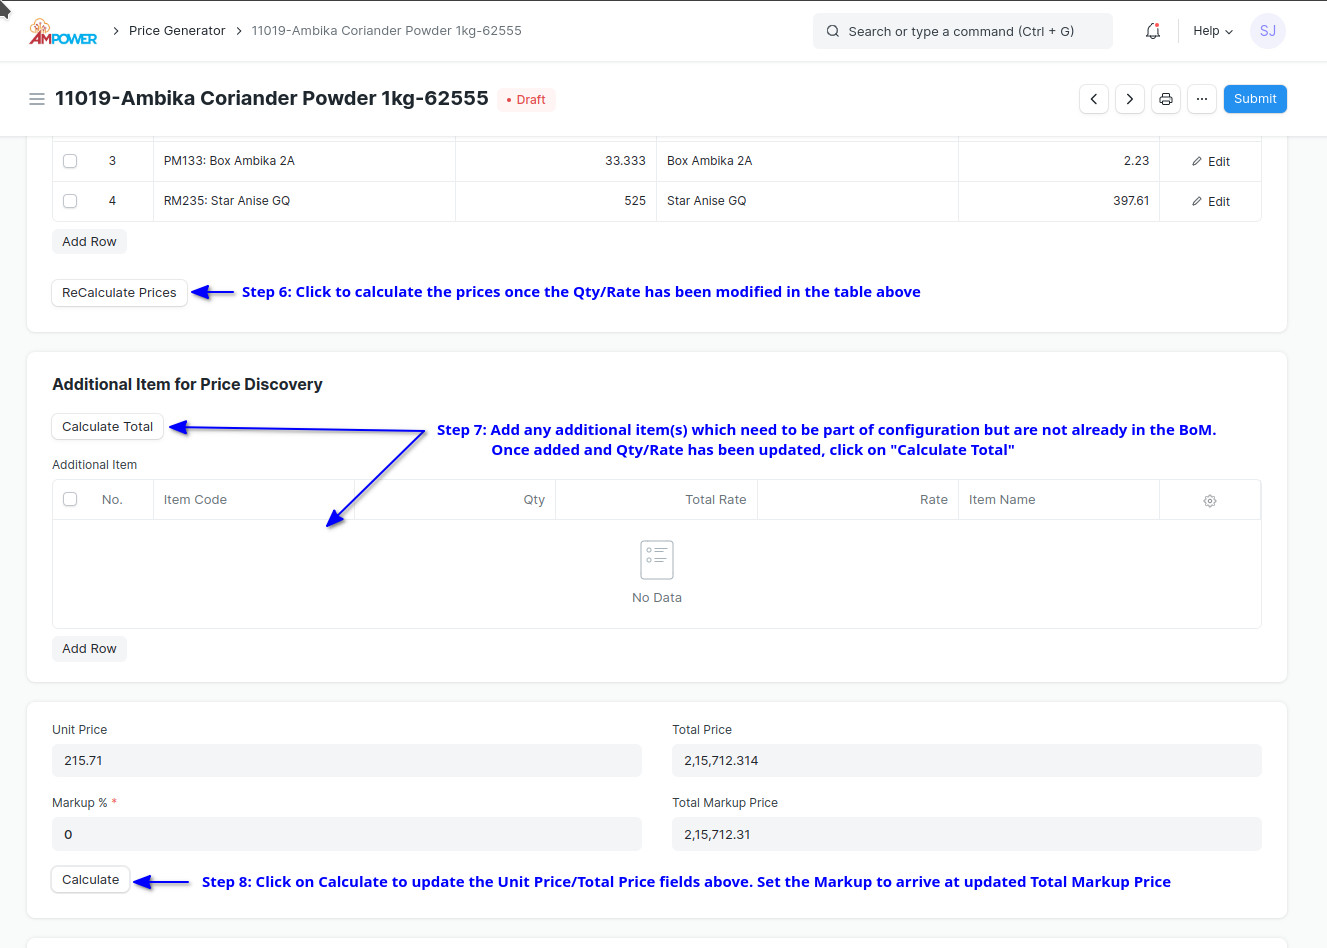 AMPOWER
Price Generator
11019-Ambika Coriander Powder 1kg-62555
Search or type a command (Ctrl + G)
Help
SJ
11019-Ambika Coriander Powder 1kg-62555
Draft
...
Submit
3 PM133: Box Ambika 2A 33.333 Box Ambika 2A 2.23 Edit
4 RM235: Star Anise GQ 525 Star Anise GQ 397.61 Edit
Add Row
ReCalculate Prices
Step 6: Click to calculate the prices once the Qty/Rate has been modified in the table above
Additional Item for Price Discovery
Calculate Total
Step 7: Add any additional item(s) which need to be part of configuration but are not already in the BoM.
Once added and Qty/Rate has been updated, click on "Calculate Total"
Additional Item
No. Item Code Qty Total Rate Rate Item Name
No Data
Add Row
Unit Price
215.71
Total Price
2,15,712.314
Markup % *
0
Total Markup Price
2,15,712.31
Calculate
Step 8: Click on Calculate to update the Unit Price/Total Price fields above. Set the Markup to arrive at updated Total Markup Price